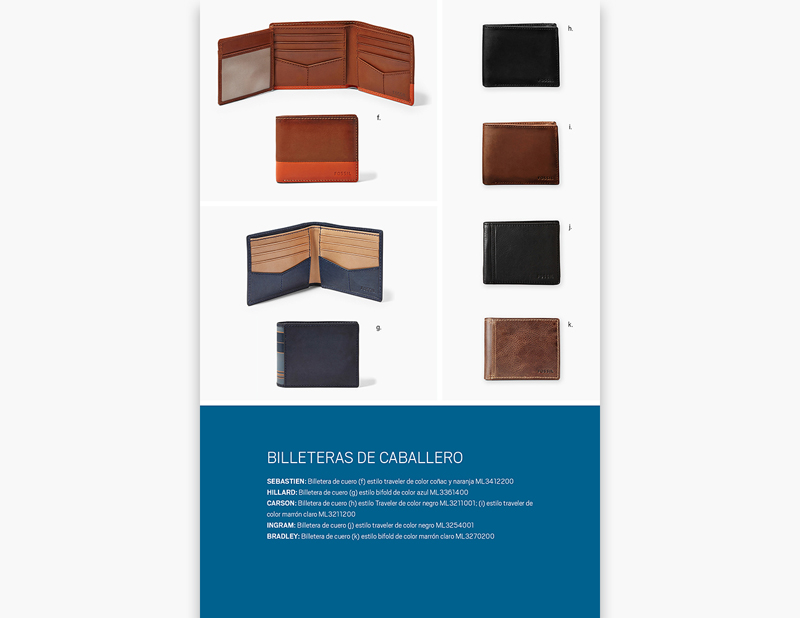 h.
f.
i.
j.
g.
k.
BILLETERAS DE CABALLERO
SEBASTIEN: Billetera de cuero (f) estilo traveler de color coñac y naranja ML3412200
HILLARD: Billetera de cuero (g) estilo bifold de color azul ML3361400
CARSON: Billetera de cuero (h) estilo Traveler de color negro ML3211001; (i) estilo traveler de
color marrón claro ML3211200
INGRAM: Billetera de cuero (j) estilo traveler de color negro ML3254001
BRADLEY: Billetera de cuero (k) estilo bifold de color marrón claro ML3270200